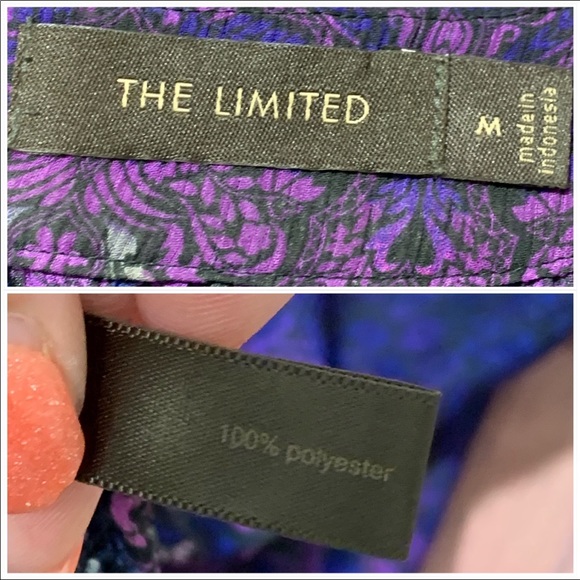 THE LIMITED
M
made in
indonesia
100% polyester